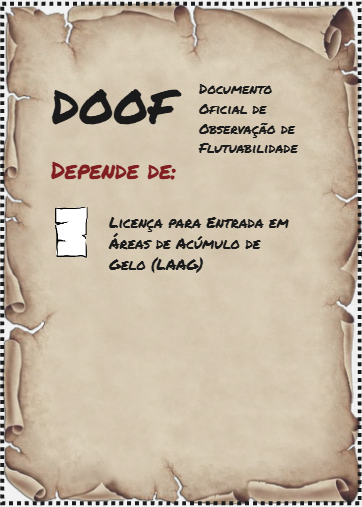 DOOF
Documento
Oficial de
Observação de
Flutuabilidade
Depende de:
Licença para Entrada em
Áreas de Acúmulo de
Gelo (LAAG)